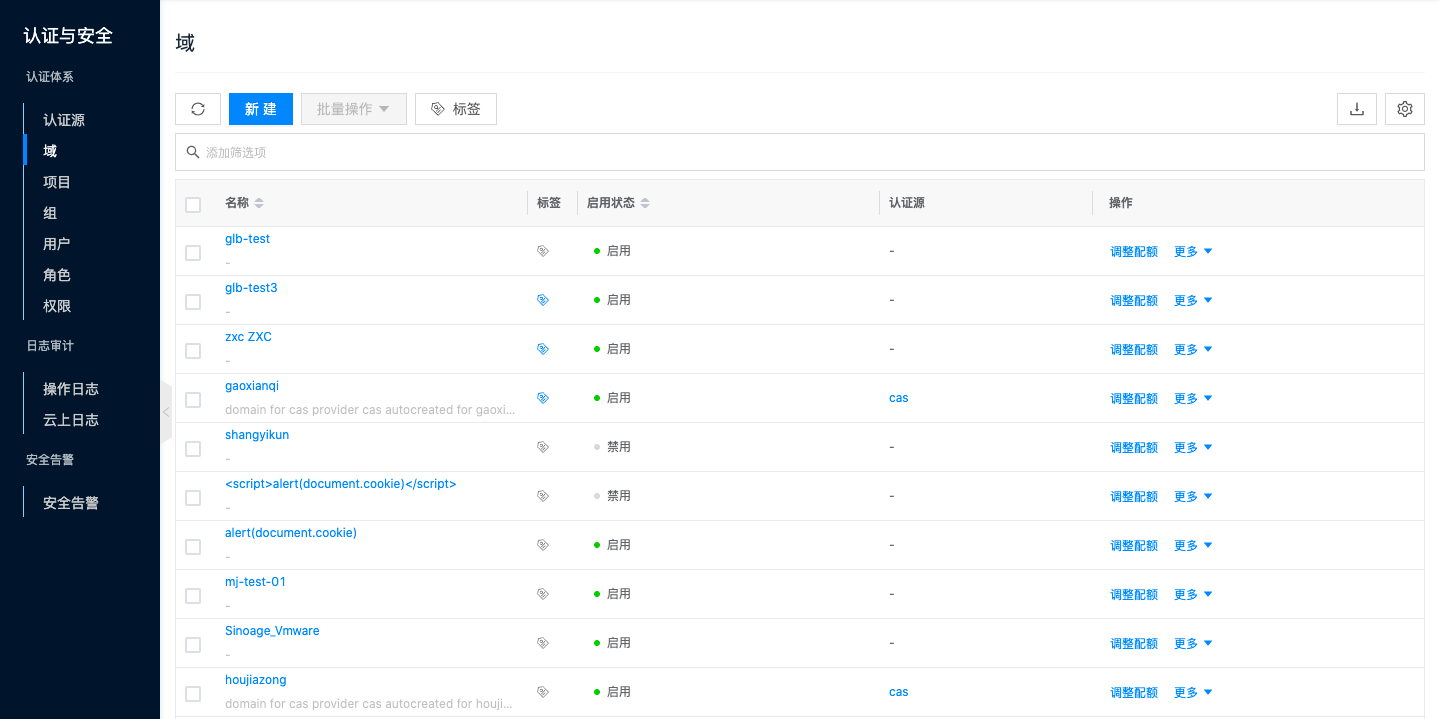 认证与安全
认证体系
认证源
域
项目
组
用户
角色
权限
日志审计
操作日志
云上日志
安全告警
安全告警
域
新 建 批量操作 标签
添加筛选项
名称 标签 启用状态 认证源 操作
glb-test
- 启用 - 调整配额 更多
glb-test3
- 启用 - 调整配额 更多
zxc ZXC
- 启用 - 调整配额 更多
gaoxianqi
domain for cas provider cas autocreated for gaoxi... 启用 cas 调整配额 更多
shangyikun
- 禁用 - 调整配额 更多
<script>alert(document.cookie)</script>
- 禁用 - 调整配额 更多
alert(document.cookie)
- 启用 - 调整配额 更多
mj-test-01
- 启用 - 调整配额 更多
Sinoage_Vmware
- 启用 - 调整配额 更多
houjiazong
domain for cas provider cas autocreated for houji... 启用 cas 调整配额 更多